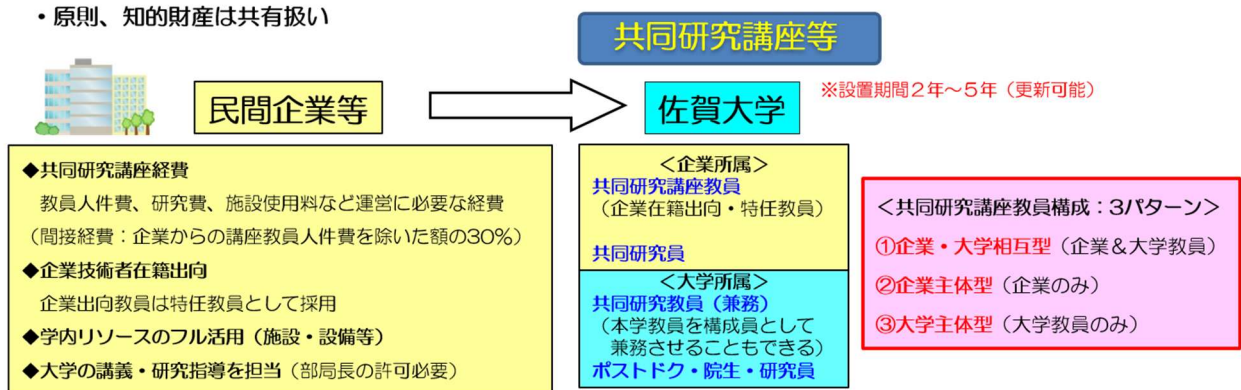 ・原則、知的財産は共有扱い
共同研究講座等
民間企業等
佐賀大学
※設置期間２年～５年（更新可能）
◆共同研究講座経費
教員人件費、研究費、施設使用料など運営に必要な経費
（間接経費：企業からの講座教員人件費を除いた額の30％）
◆企業技術者在籍出向
企業出向教員は特任教員として採用
◆学内リソースのフル活用（施設・設備等）
◆大学の講義・研究指導を担当（部局長の許可必要）
＜企業所属＞
共同研究講座教員
（企業在籍出向・特任教員）
共同研究員
＜大学所属＞
共同研究教員（兼務）
（本学教員を構成員として
兼務させることもできる）
ポストドク・院生・研究員
＜共同研究講座教員構成：３パターン＞
①企業・大学相互型（企業＆大学教員）
②企業主体型（企業のみ）
③大学主体型（大学教員のみ）